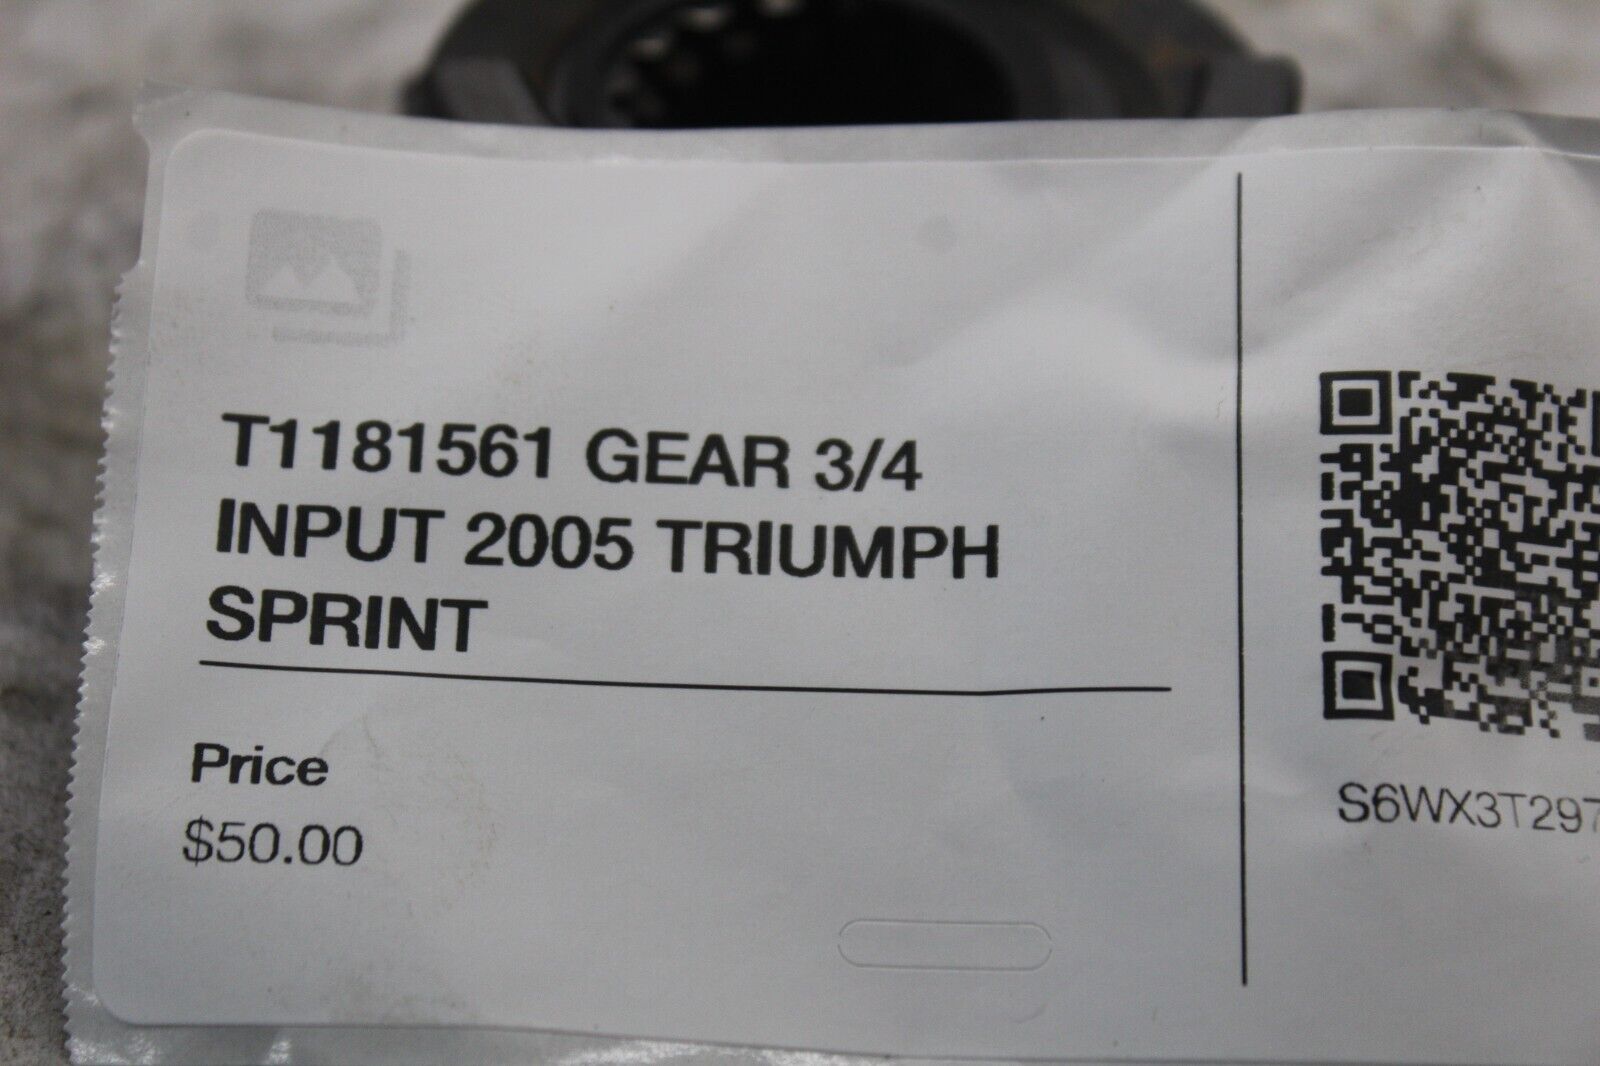 T1181561 GEAR 3/4
INPUT 2005 TRIUMPH
SPRINT
Price
$50.00
S6WX3T297